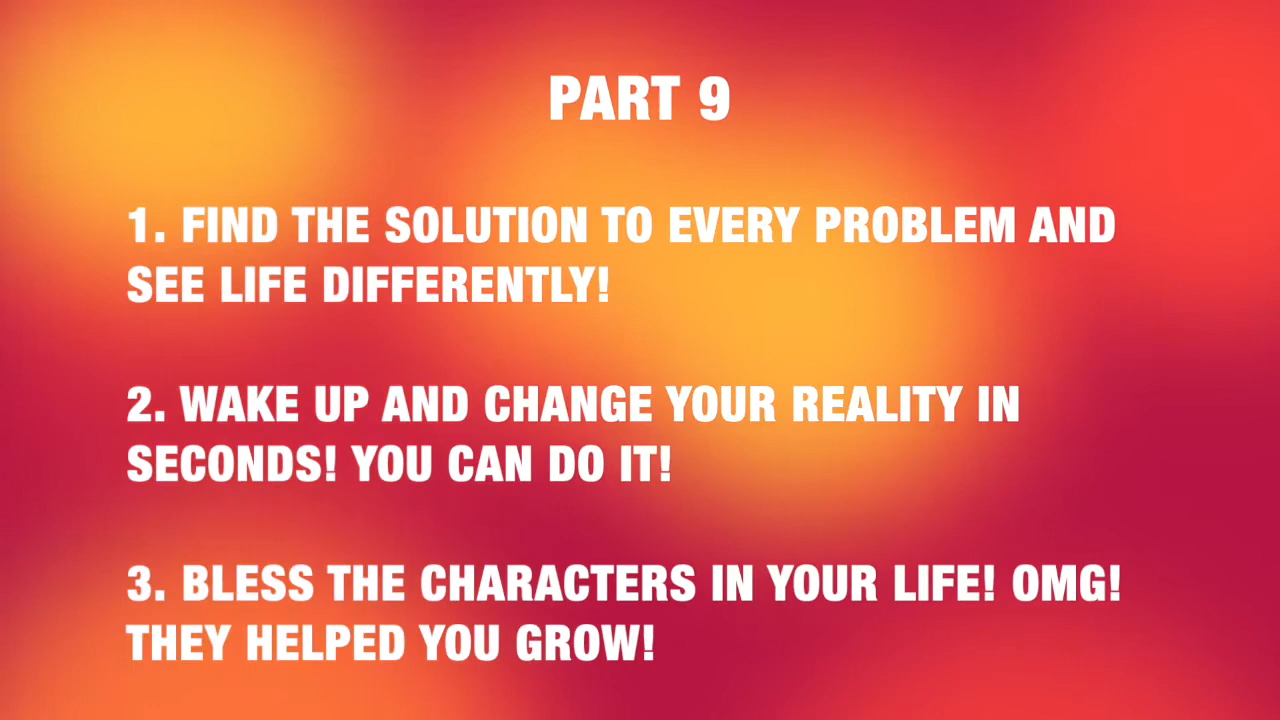 PART 9
1. FIND THE SOLUTION TO EVERY PROBLEM AND
SEE LIFE DIFFERENTLY!
2. WAKE UP AND CHANGE YOUR REALITY IN
SECONDS! YOU CAN DO IT!
3. BLESS THE CHARACTERS IN YOUR LIFE! OMG!
THEY HELPED YOU GROW!